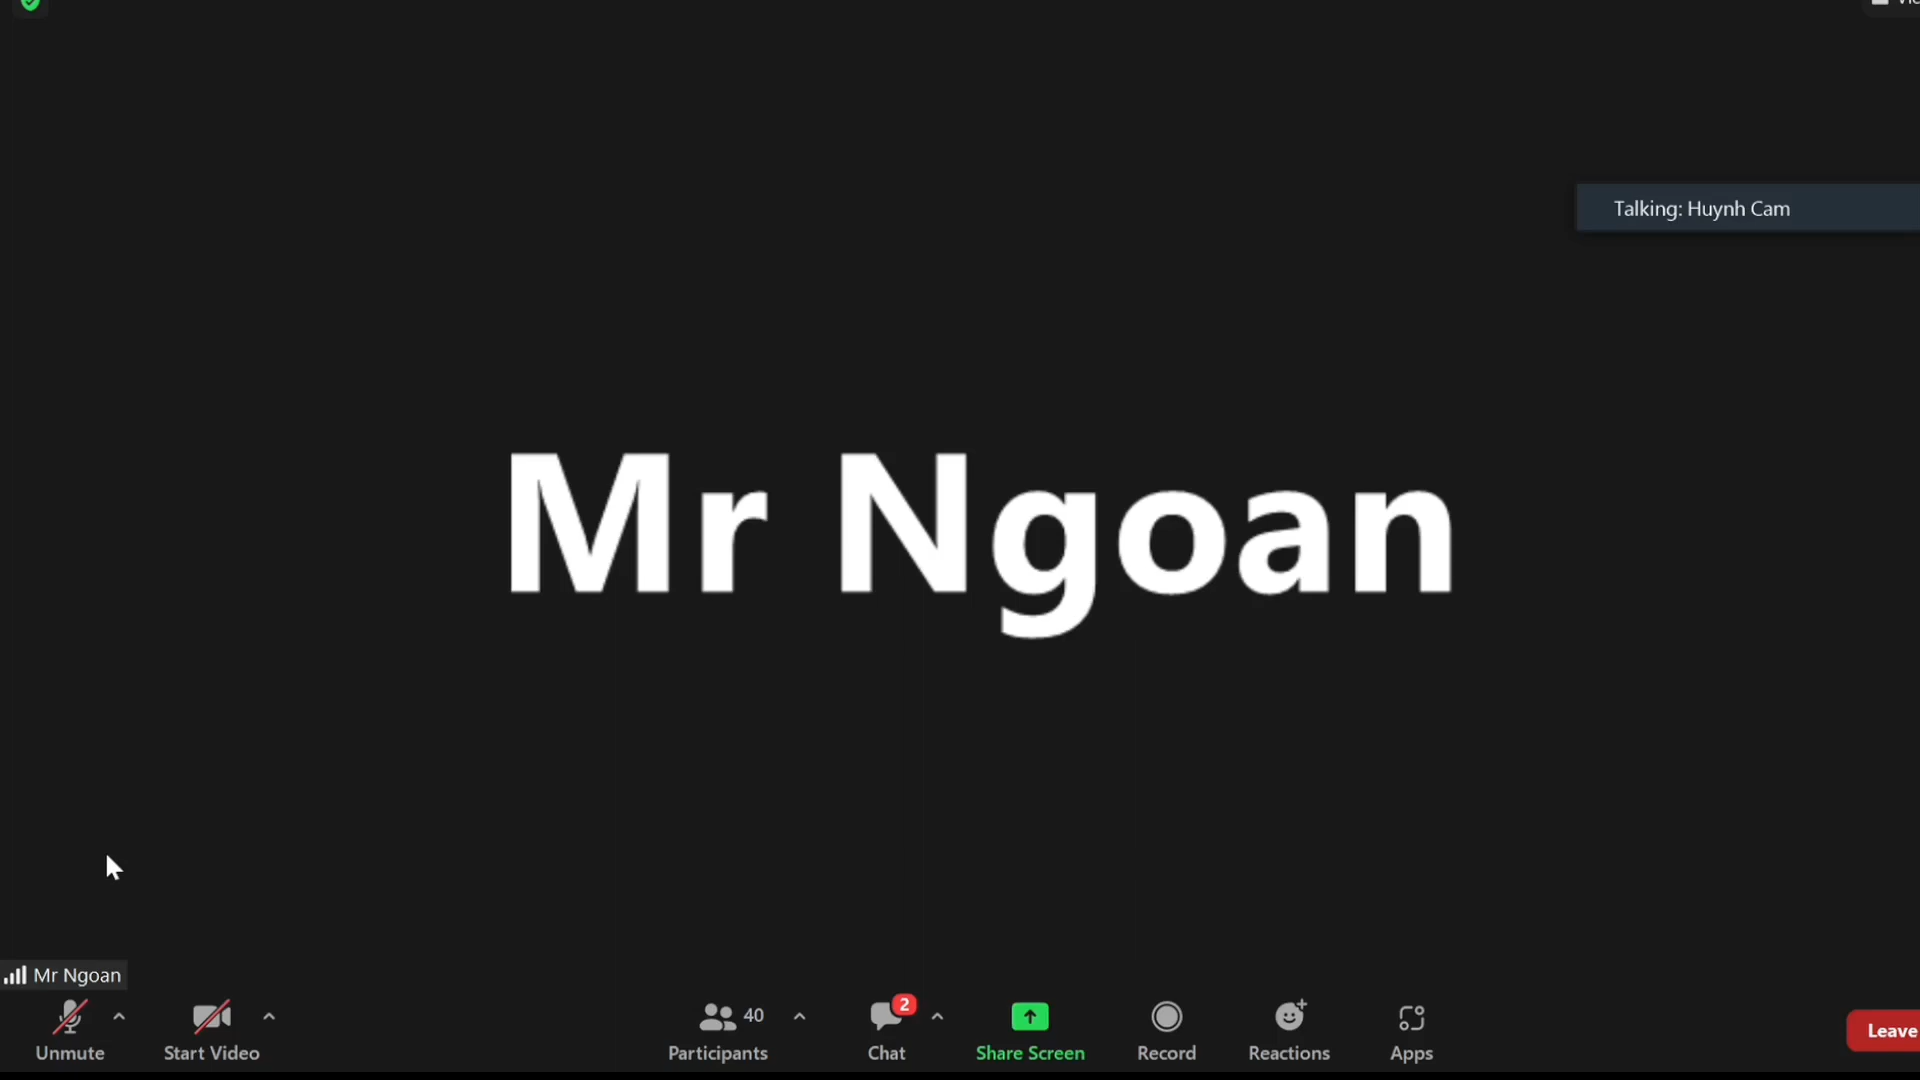 Talking: Huynh Cam
Mr Ngoan
Mr Ngoan
Unmute
Start Video
40
Participants
2
Chat
Share Screen
Record
Reactions
Apps
Leave